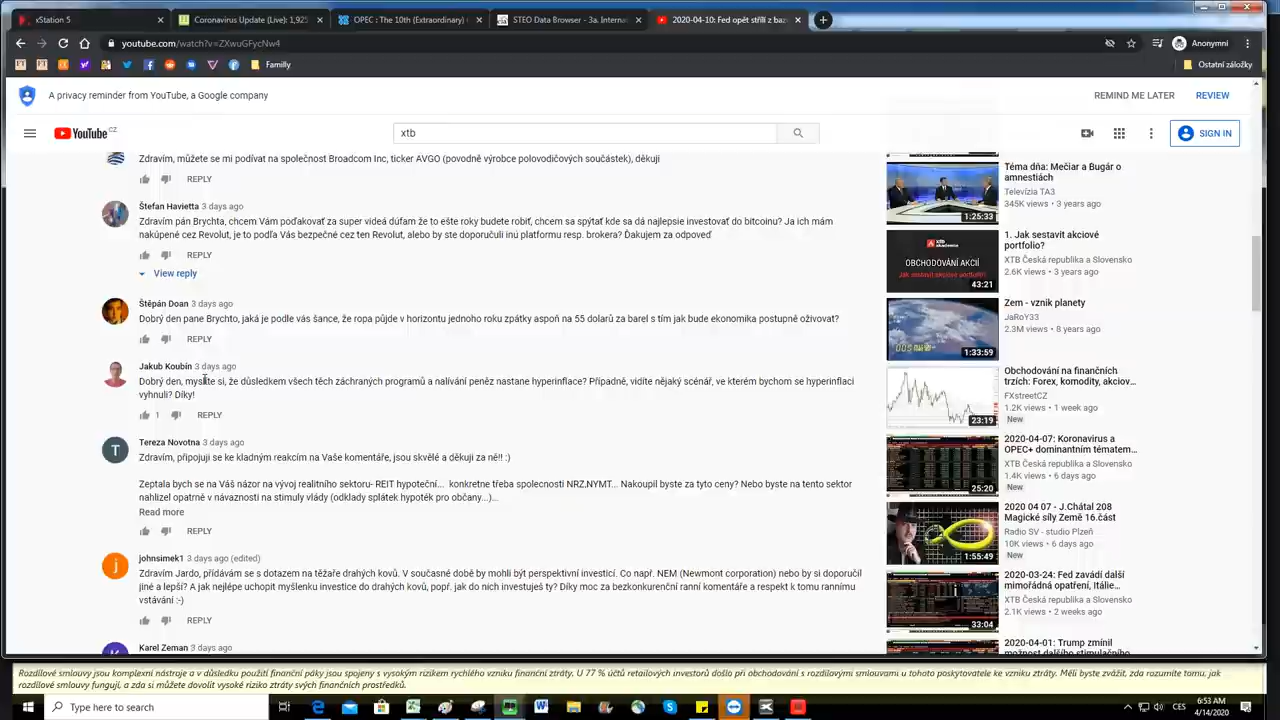 xStation 5
Coronavirus Update (Live): 1,925
OPEC : The 10th (Extraordinary)
STEO Data Browser - 3a. Internat
2020-04-10: Fed opět střílí z baz
youtube.com/watch?v=ZXwuGFycNw4
Anonymní
Familly
Ostatní záložky
A privacy reminder from YouTube, a Google company
REMIND ME LATER
REVIEW
YouTube CZ
xtb
SIGN IN
Zdravím, můžete se mi podívat na společnost Broadcom Inc, ticker AVGO (povodně výrobce polovodičových součástek), děkuji
REPLY
Štefan Havietta 3 days ago
Zdravím pán Brychta, chcem Vám poďakovať za super videá dúfam že to ešte roky budete robiť, chcem sa spýtať kde sa dá najlepsie investovať do bitcoinu? Ja ich mám
nakúpené cez Revolut, je to podľa Vás bezpečné cez ten Revolut, alebo by ste doporučuli inú platformu resp. brokera? Ďakujem za odpoveď
REPLY
View reply
Štěpán Doan 3 days ago
Dobrý den pane Brychto, jaká je podle vás šance, že ropa půjde v horizontu jednoho roku zpátky aspoň na 55 dolarů za barel s tím jak bude ekonomika postupně oživovat?
REPLY
Jakub Koubín 3 days ago
Dobrý den, myslíte si, že důsledkem všech těch záchraných programů a nalívání peněz nastane hyperinflace? Případně, vidíte nějaký scénář, ve kterém bychom se hyperinflaci
vyhnuli? Díky!
1
REPLY
T
Tereza Novotna 3 days ago
Zdravím, připojuji se ke kladným reakcím na Vaše komentáře, jsou skvělé a děkuji za ně!! :)
Zeptala bych se na Váš názor na vývoj realitního sektoru REIT hypoteční... konkretne treba spolecnosti NRZ,NYMT... Nakoupil byste za tyto ceny? Nebo byste na tento sektor
nahlizel opatrně v navaznosti na stimuly vlády (odklady splátek hypoték pro občany...)...
Read more
REPLY
j
johnsimek1 3 days ago (edited)
Zdravím Jardo, přidávám se s dotazem na těžaře drahých kovů. V současné době by mohli být perspektivní investicí. Co např. NEM (Newmont Corporation) nebo by si doporučil
jiné a lepší? A jak nejlépe prosím myslíš na investice do drahých kovů, popř, jak do nich investuješ ty? Díky moc za bezkonkurenční ranní komentáře a respekt k tomu rannímu
vstávání :-)
REPLY
K
Karel Zeman 3 days ago
1:25:33
Téma dňa: Mečiar a Bugár o
amnestiách
Televízia TA3
345K views • 3 years ago
xtb
akademie
OBCHODOVÁNÍ AKCIÍ
Jak sestavit akciové portfolio?
43:21
1. Jak sestavit akciové
portfolio?
XTB Česká republika a Slovensko
2.6K views • 3 years ago
1:33:59
Zem - vznik planety
JaRoY33
2.3M views • 8 years ago
23:19
Obchodování na finančních
trzích: Forex, komodity, akciov...
FXstreetCZ
1.2K views • 1 week ago
New
25:20
2020-04-07: Koronavirus a
OPEC+ dominantním tématem...
XTB Česká republika a Slovensko
1.4K views • 6 days ago
New
1:55:49
2020 04 07 - J.Chátal 208
Magické síly Země 16.část
Radio SV - studio Plzeň
10K views • 6 days ago
New
33:04
2020-03-24: Fed zavádí další
mimořádná opatření, Itálie...
XTB Česká republika a Slovensko
2.1K views • 2 weeks ago
2020-04-01: Trump zmínil
možnost dalšího stimulačního
Rozdílové smlouvy jsou komplexní nástroje a v důsledku použití finanční páky jsou spojeny s vysokým rizikem rychlého vzniku finanční ztráty. U 77 % účtů retailových investorů došlo při obchodování s rozdílovými smlouvami u tohoto poskytovatele ke vzniku ztráty. Měli byste zvážit, zda rozumíte tomu, jak
rozdílové smlouvy fungují, a zda si můžete dovolit vysoké riziko ztráty svých finančních prostředků.
Type here to search
CES
6:53 AM
4/14/2020